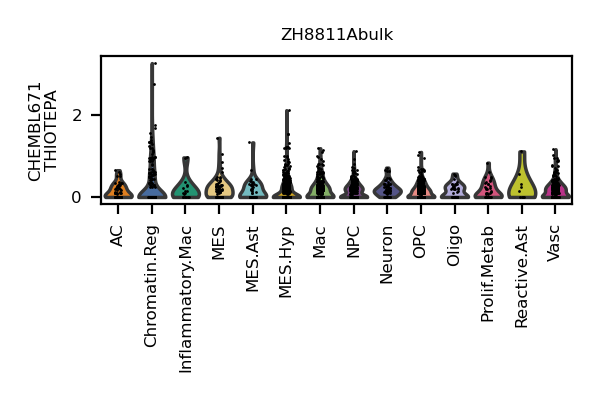 ZH8811Abulk
CHEMBL671
THIOTEPA
2
0
AC
Chromatin.Reg
Inflammatory.Mac
MES
MES.Ast
MES.Hyp
Mac
NPC
Neuron
OPC
Oligo
Prolif.Metab
Reactive.Ast
Vasc